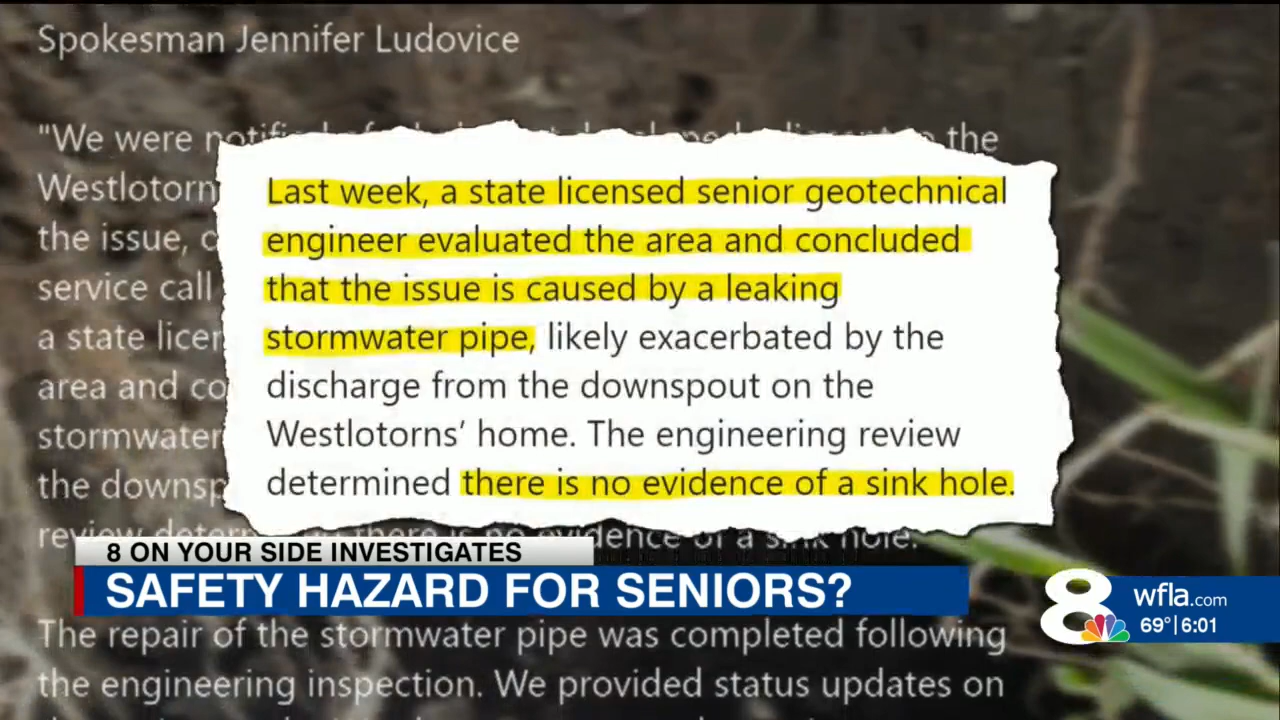 Spokesman Jennifer Ludovice
"We were
the
Westlotorn
the issue,
service call
a state licen
area and co
stormwater
the downsp
Last week, a state licensed senior geotechnical
engineer evaluated the area and concluded
that the issue is caused by a leaking
stormwater pipe, likely exacerbated by the
discharge from the downspout on the
Westlotorns' home. The engineering review
determined there is no evidence of a sink hole.
8 ON YOUR SIDE INVESTIGATES
SAFETY HAZARD FOR SENIORS?
8
wfla.com
69° | 6:01
The repair of the stormwater pipe was completed following
the engineering inspection. We provided status updates on